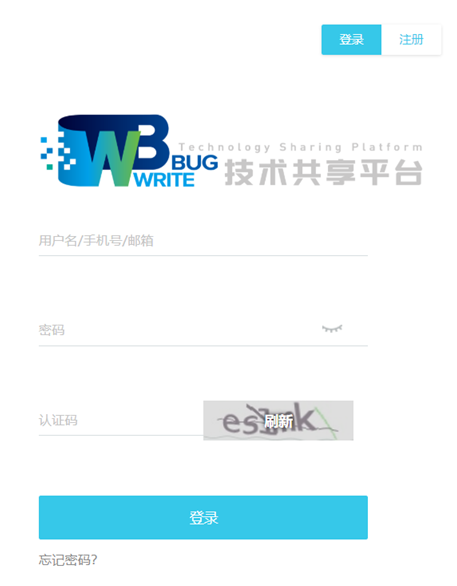 登录 注册
Technology Sharing Platform
WB BUG
WRITE 技术共享平台
用户名/手机号/邮箱
密码
认证码
刷新
登录
忘记密码?